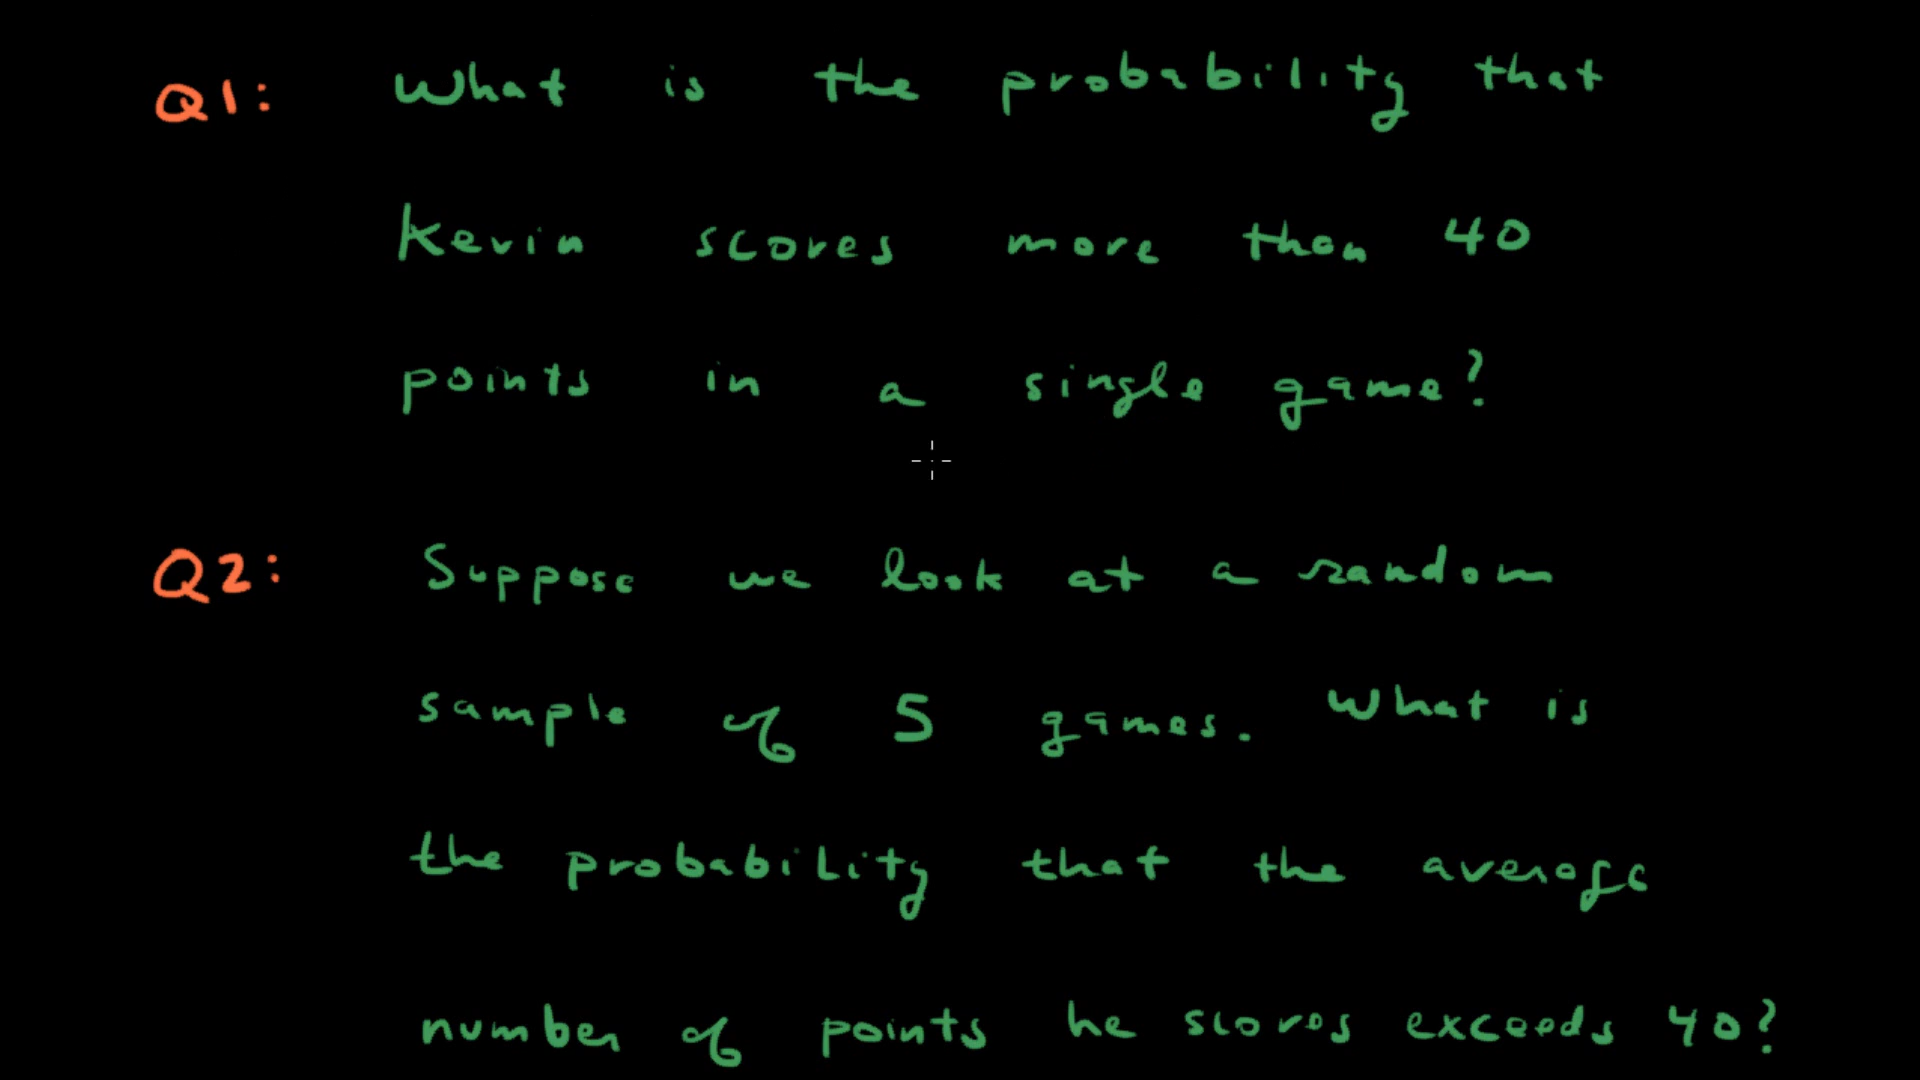 Q1: What is the probability that
Kevin scores more than 40
points in a single game?
Q2: Suppose we look at a random
sample of 5 games. What is
the probability that the average
number of points he scores exceeds 40?